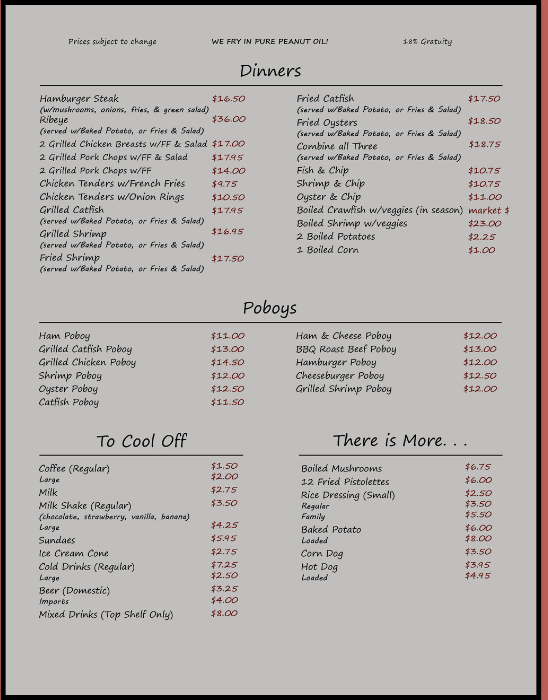 Prices subject to change WE FRY IN PURE PEANUT OIL! 18% Gratuity
Dinners
Hamburger Steak $16.50
(w/mushrooms, onions, fries, & green salad)
Ribeye $36.00
(served w/Baked Potato, or Fries & Salad)
2 Grilled Chicken Breasts w/FF & Salad $17.00
2 Grilled Pork Chops w/FF & Salad $17.95
2 Grilled Pork Chops w/FF $14.00
Chicken Tenders w/French Fries $9.75
Chicken Tenders w/Onion Rings $10.50
Grilled Catfish $17.95
(served w/Baked Potato, or Fries & Salad)
Grilled Shrimp $16.95
(served w/Baked Potato, or Fries & Salad)
Fried Shrimp $17.50
(served w/Baked Potato, or Fries & Salad)
Fried Catfish $17.50
(served w/Baked Potato, or Fries & Salad)
Fried Oysters $18.50
(served w/Baked Potato, or Fries & Salad)
Combine all Three $18.75
(served w/Baked Potato, or Fries & Salad)
Fish & Chip $10.75
Shrimp & Chip $10.75
Oyster & Chip $11.00
Boiled Crawfish w/veggies (in season) market $
Boiled Shrimp w/veggies $23.00
2 Boiled Potatoes $2.25
1 Boiled Corn $1.00
Poboys
Ham Poboy $11.00
Grilled Catfish Poboy $13.00
Grilled Chicken Poboy $14.50
Shrimp Poboy $12.00
Oyster Poboy $12.50
Catfish Poboy $11.50
Ham & Cheese Poboy $12.00
BBQ Roast Beef Poboy $13.00
Hamburger Poboy $12.00
Cheeseburger Poboy $12.50
Grilled Shrimp Poboy $12.00
To Cool Off
Coffee (Regular) $1.50
Large $2.00
Milk $2.75
Milk Shake (Regular) $3.50
(chocolate, strawberry, vanilla, banana)
Large $4.25
Sundaes $5.95
Ice Cream Cone $2.75
Cold Drinks (Regular) $7.25
Large $2.50
Beer (Domestic) $3.25
Imports $4.00
Mixed Drinks (Top Shelf Only) $8.00
There is More. . .
Boiled Mushrooms $6.75
12 Fried Pistolettes $6.00
Rice Dressing (Small) $2.50
Regular $3.50
Family $5.50
Baked Potato $6.00
Loaded $8.00
Corn Dog $3.50
Hot Dog $3.95
Loaded $4.95